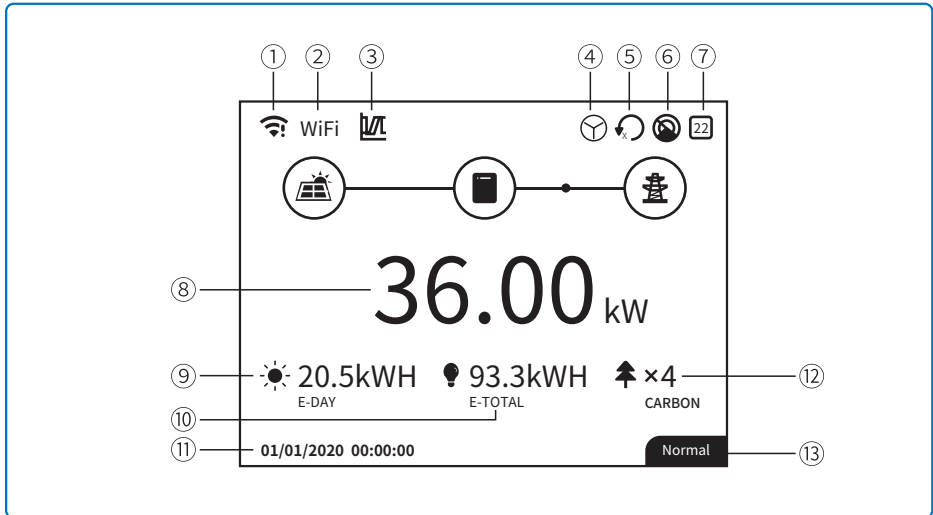 ① ② ③ ④ ⑤ ⑥ ⑦
WiFi x 22
⑧ 36.00 kW
⑨ 20.5kWH 93.3kWH ×4 ⑫
E-DAY E-TOTAL CARBON
⑩
⑪ 01/01/2020 00:00:00 Normal ⑬